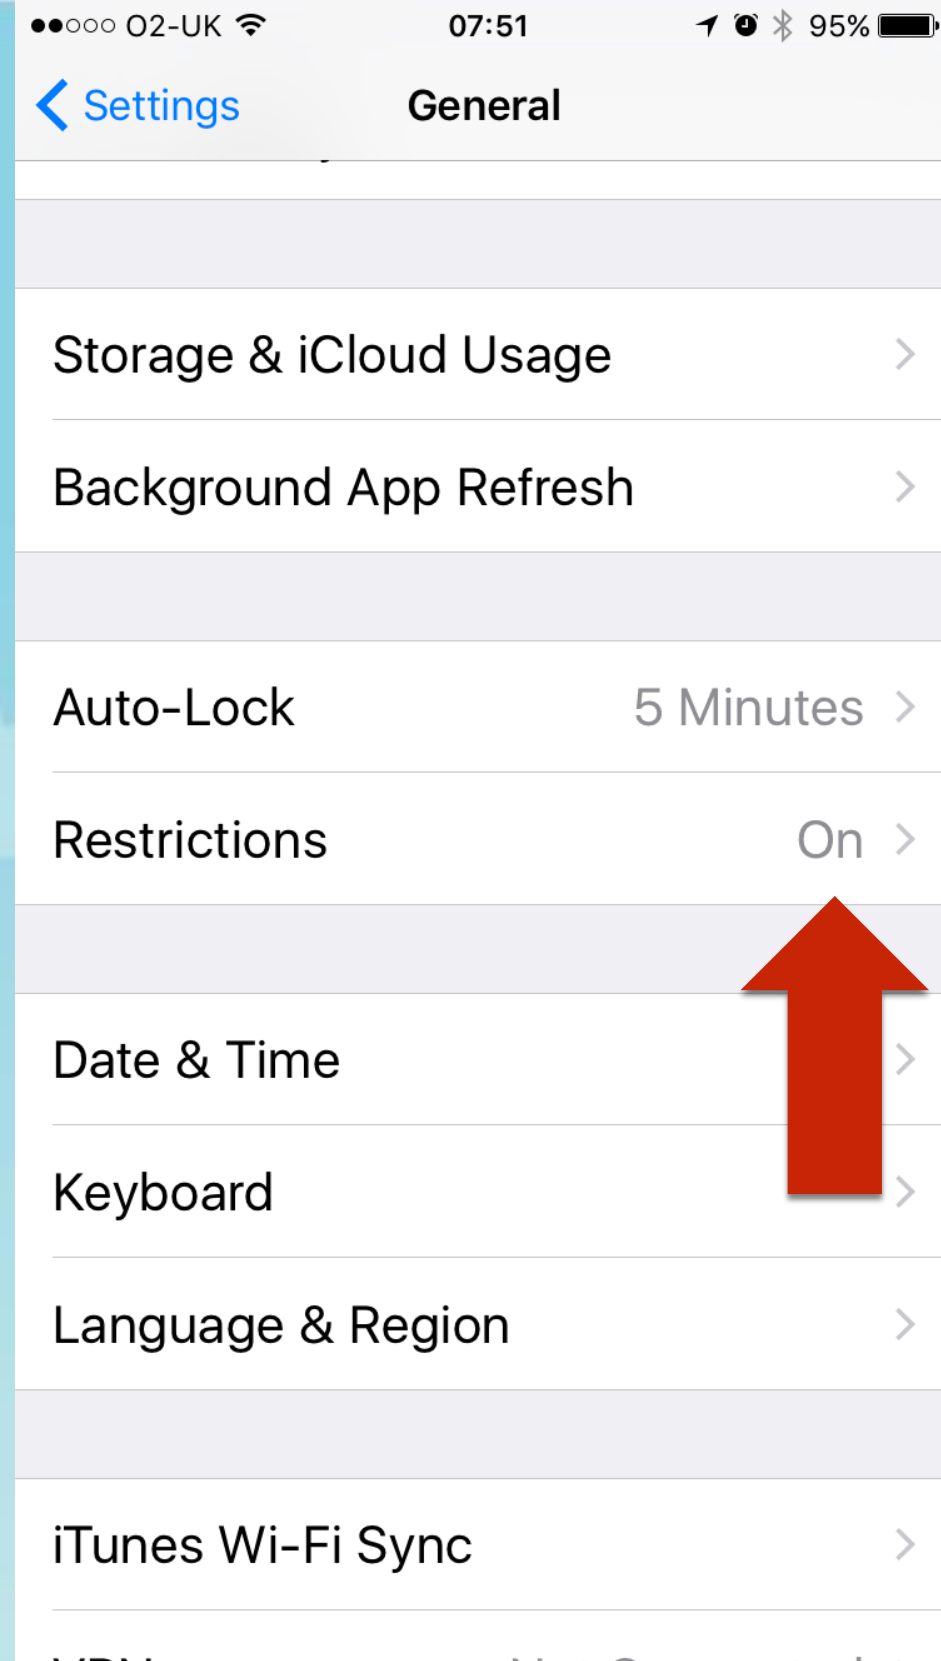 O2-UK 07:51 95%
Settings General
Storage & iCloud Usage
Background App Refresh
Auto-Lock 5 Minutes
Restrictions On
Date & Time
Keyboard
Language & Region
iTunes Wi-Fi Sync